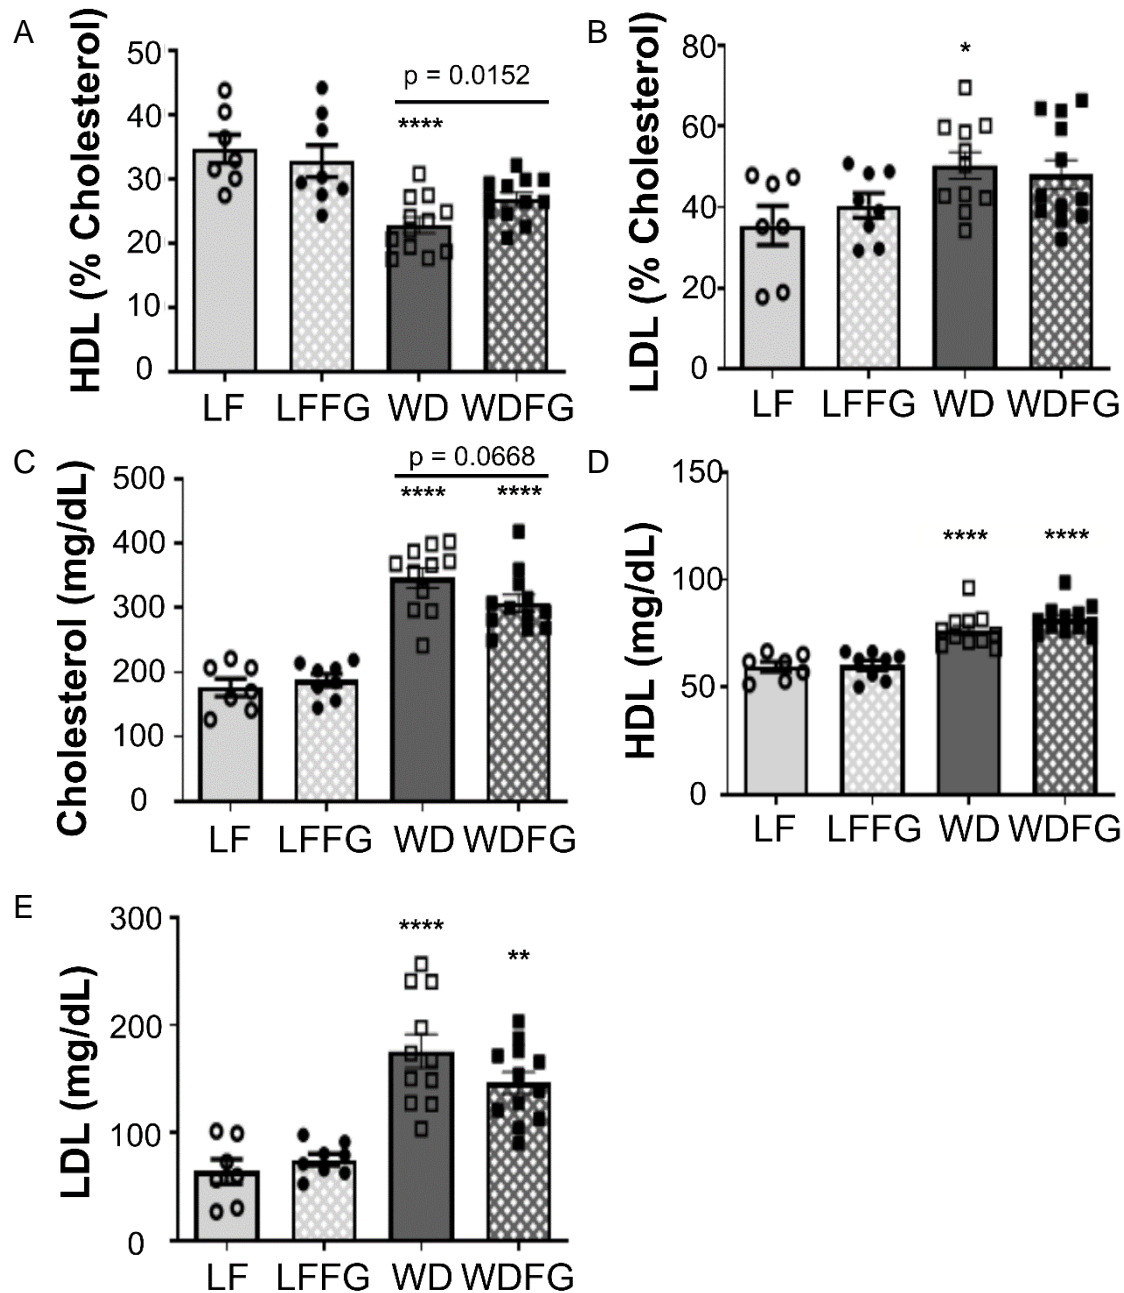 A
HDL (% Cholesterol)
50
40
30
20
10
0
p = 0.0152
****
LF LFFG WD WDFG
B
LDL (% Cholesterol)
80
60
40
20
0
*
LF LFFG WD WDFG
C
Cholesterol (mg/dL)
500
400
300
200
100
0
p = 0.0668
**** ****
LF LFFG WD WDFG
D
HDL (mg/dL)
150
100
50
0
**** ****
LF LFFG WD WDFG
E
LDL (mg/dL)
300
200
100
0
****
**
LF LFFG WD WDFG